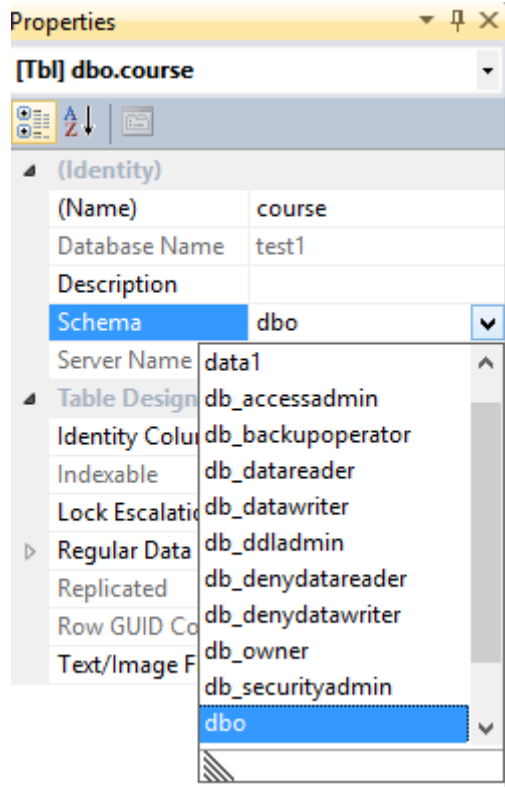 Properties
[Tbl] dbo.course
A
Z
(Identity)
(Name) course
Database Name test1
Description
Schema dbo
Server Name
data1
Table Design
db_accessadmin
Identity Colu
db_backupoperator
Indexable
db_datareader
Lock Escalatio
db_datawriter
Regular Data
db_ddladmin
Replicated
db_denydatareader
Row GUID Co
db_denydatawriter
Text/Image F
db_owner
db_securityadmin
dbo